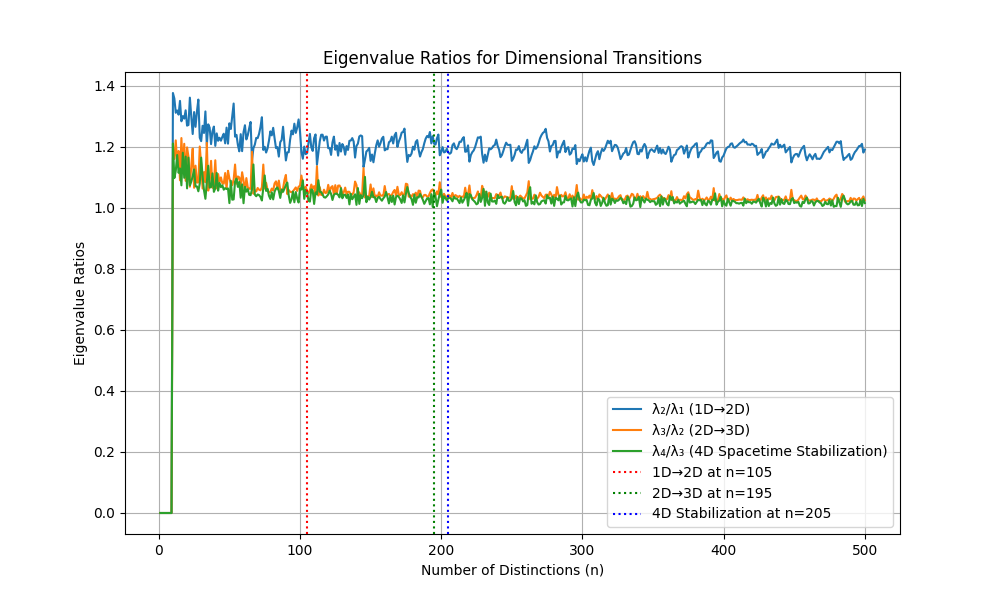 Eigenvalue Ratios for Dimensional Transitions
1.4
1.2
1.0
0.8
0.6
0.4
0.2
0.0
Eigenvalue Ratios
λ₂/λ₁ (1D→2D)
λ₃/λ₂ (2D→3D)
λ₄/λ₃ (4D Spacetime Stabilization)
1D→2D at n=105
2D→3D at n=195
4D Stabilization at n=205
0 100 200 300 400 500
Number of Distinctions (n)